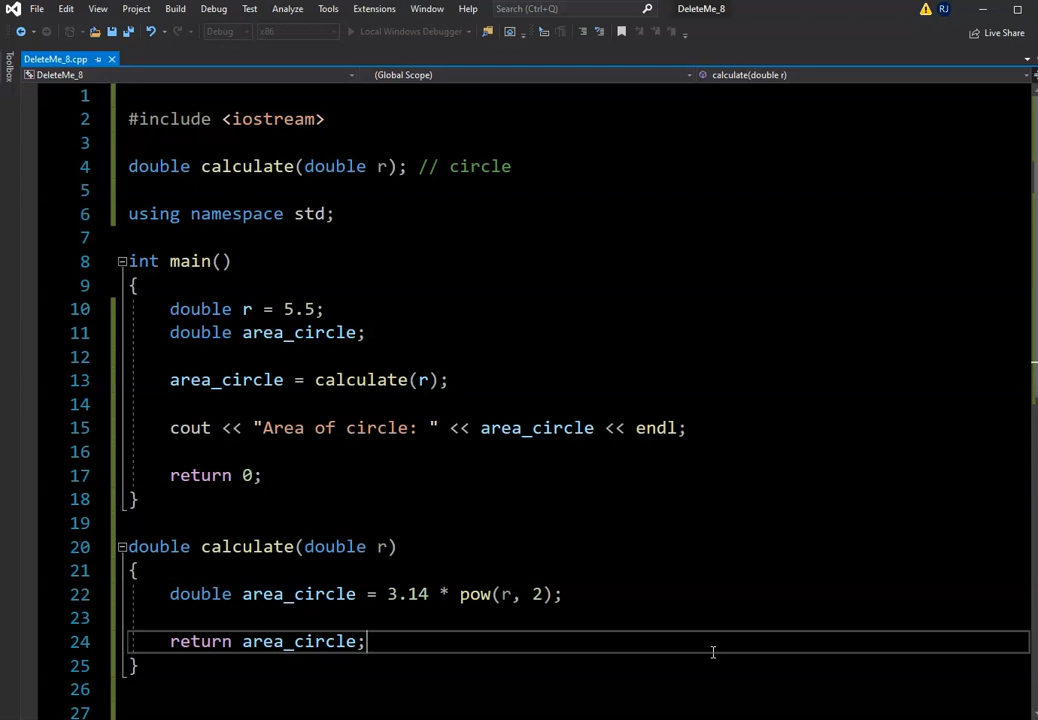 File Edit View Project Build Debug Test Analyze Tools Extensions Window Help Search (Ctrl+Q) DeleteMe_8 RJ
Debug x86 Local Windows Debugger Live Share
DeleteMe_8.cpp
DeleteMe_8 (Global Scope) calculate(double r)
Toolbox
1
2 #include <iostream>
3
4 double calculate(double r); // circle
5
6 using namespace std;
7
8 int main()
9 {
10 double r = 5.5;
11 double area_circle;
12
13 area_circle = calculate(r);
14
15 cout << "Area of circle: " << area_circle << endl;
16
17 return 0;
18 }
19
20 double calculate(double r)
21 {
22 double area_circle = 3.14 * pow(r, 2);
23
24 return area_circle;
25 }
26
27